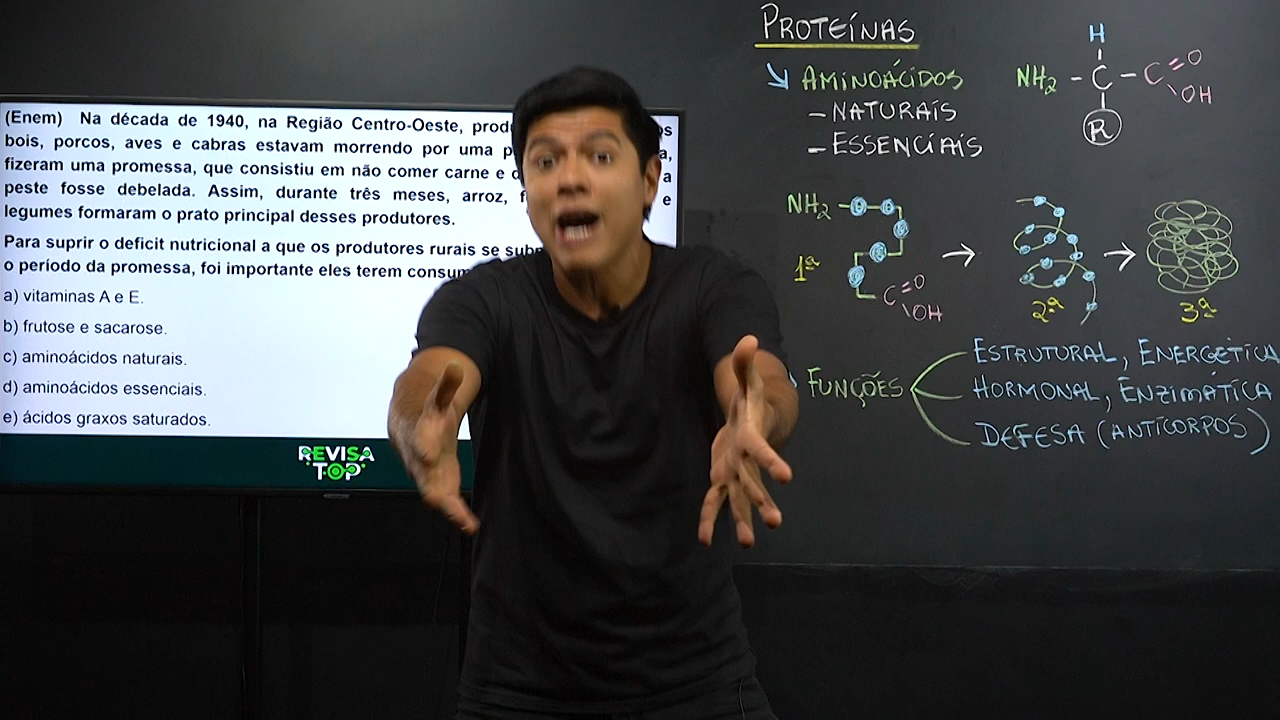 (Enem) Na década de 1940, na Região Centro-Oeste,
bois, porcos, aves e cabras estavam morrendo por uma
fizeram uma promessa, que consistiu em não comer carne e
peste fosse debelada. Assim, durante três meses, arroz, e
legumes formaram o prato principal desses produtores.
Para suprir o deficit nutricional a que os produtores rurais se
o período da promessa, foi importante eles terem
a) vitaminas A e E.
b) frutose e sacarose.
c) aminoácidos naturais.
d) aminoácidos essenciais.
e) ácidos graxos saturados.
REVISA
TOP
PROTEÍNAS
AMINOÁCIDOS
- NATURAIS
- ESSENCIAIS
H
NH2 - C - C = O
OH
R
NH2
1ª
C = O
OH
2ª
3ª
FUNÇÕES
ESTRUTURAL, ENERGÉTICA
HORMONAL, ENZIMÁTICA
DEFESA (ANTICORPOS)